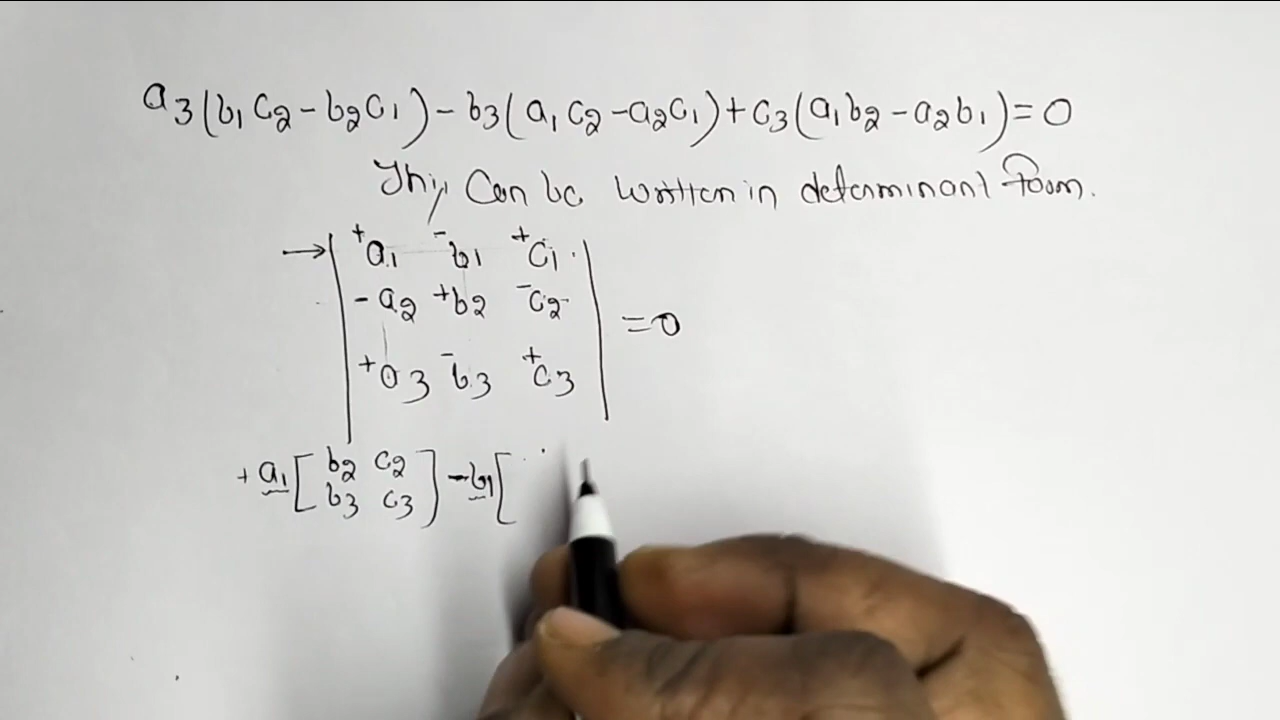 a3(b1c2-b2c1)-b3(a1c2-a2c1)+c3(a1b2-a2b1)=0
This can be written in determinant form.
→ | +a1 -b1 +c1 |
| -a2 +b2 -c2 | =0
| +a3 -b3 +c3 |
+a1[ b2 c2 ] -b1[
b3 c3